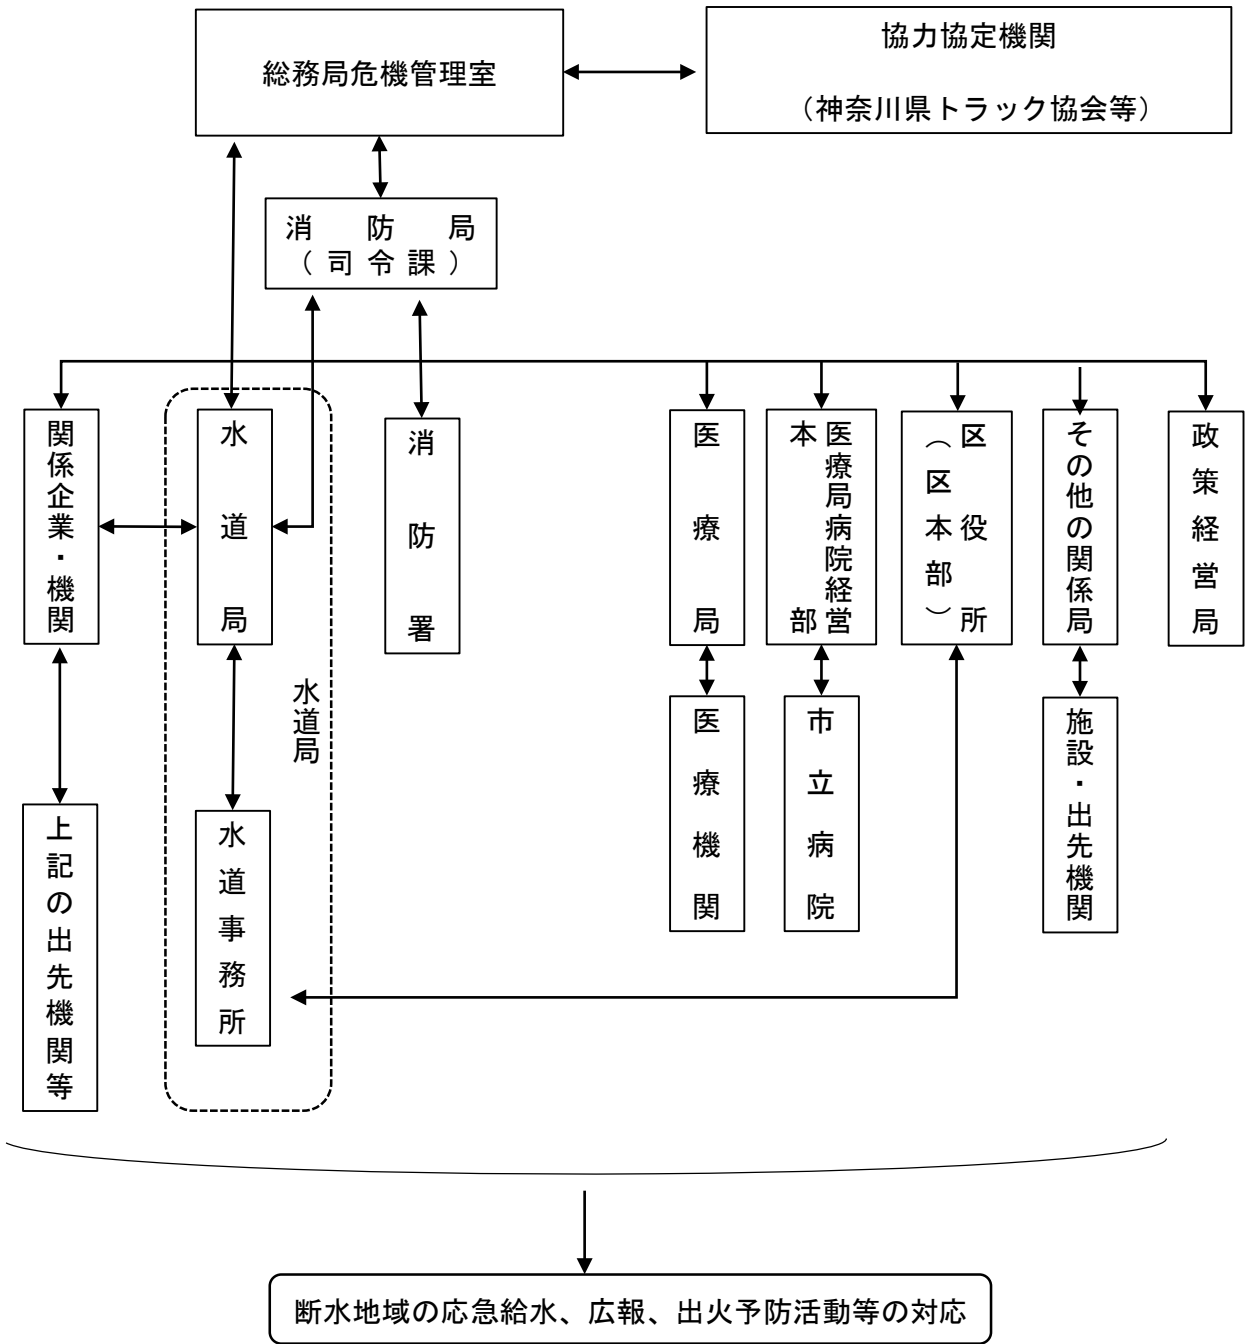 総務局危機管理室
協力協定機関
（神奈川県トラック協会等）
消防局
（司令課）
関係企業・機関
水道局
消防署
医療局
医療局病院経営
本部
区役所
（区本部）
その他の関係局
政策経営局
水道局
上記の出先機関等
水道事務所
医療機関
市立病院
施設・出先機関
断水地域の応急給水、広報、出火予防活動等の対応